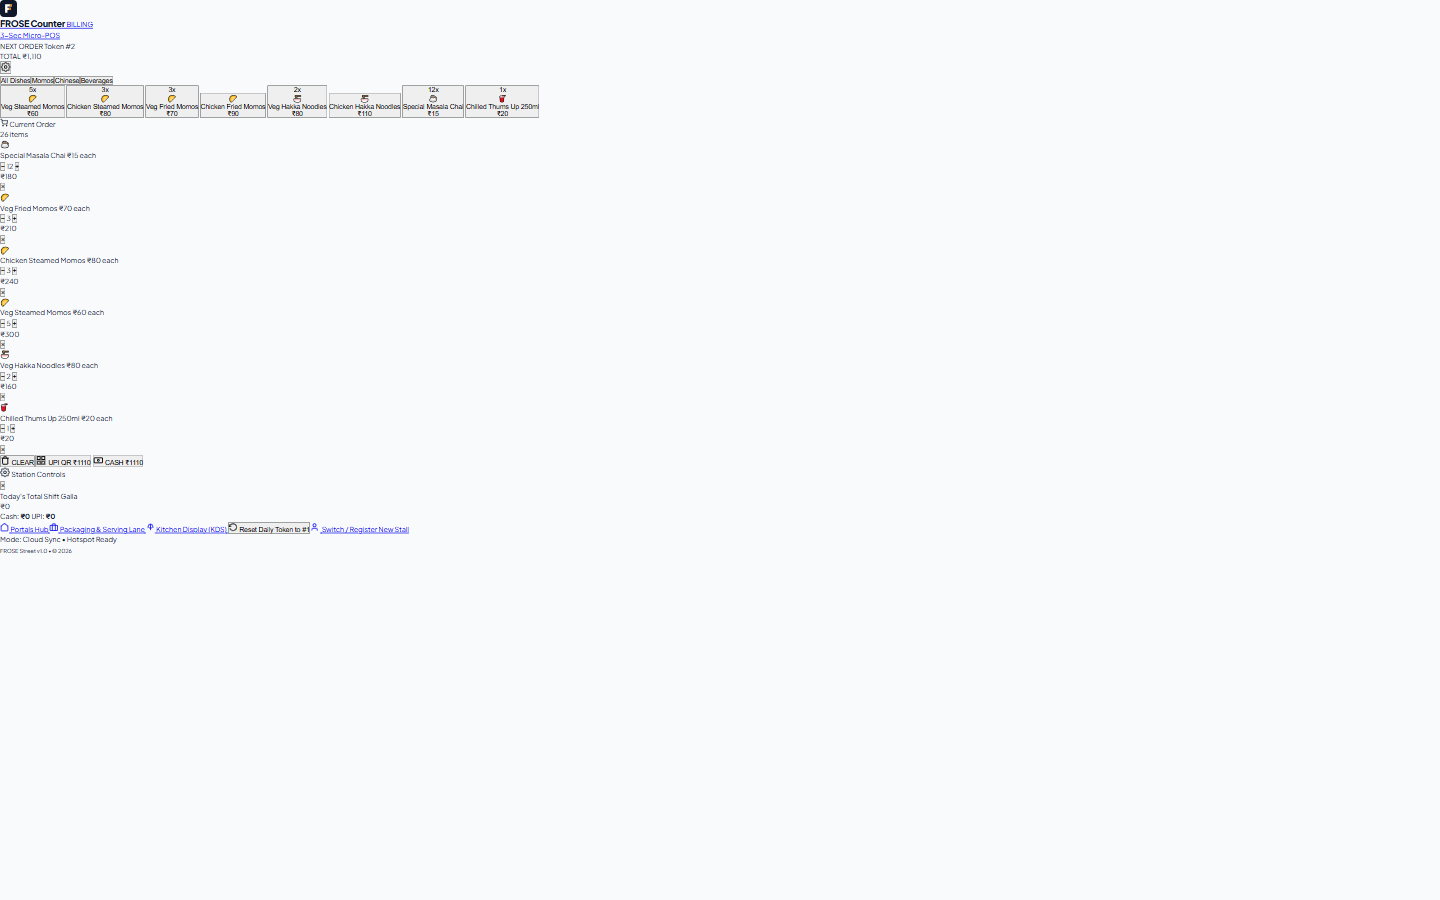 F
FROSE Counter BILLING
3-Sec Micro-POS
NEXT ORDER Token #2
TOTAL ₹1,110
All Dishes Momos Chinese Beverages
5x 3x 3x 2x 12x 1x
Veg Steamed Momos Chicken Steamed Momos Veg Fried Momos Chicken Fried Momos Veg Hakka Noodles Chicken Hakka Noodles Special Masala Chai Chilled Thums Up 250ml
₹60 ₹80 ₹70 ₹90 ₹80 ₹110 ₹15 ₹20
Current Order
26 items
Special Masala Chai ₹15 each
− 12 +
₹180
×
Veg Fried Momos ₹70 each
− 3 +
₹210
×
Chicken Steamed Momos ₹80 each
− 3 +
₹240
×
Veg Steamed Momos ₹60 each
− 5 +
₹300
×
Veg Hakka Noodles ₹80 each
− 2 +
₹160
×
Chilled Thums Up 250ml ₹20 each
− 1 +
₹20
×
CLEAR UPI QR ₹1110 CASH ₹1110
Station Controls
×
Today's Total Shift Galla
₹0
Cash: ₹0 UPI: ₹0
Portals Hub Packaging & Serving Lane Kitchen Display (KDS) Reset Daily Token to #1 Switch / Register New Stall
Mode: Cloud Sync • Hotspot Ready
FROSE Street v1.0 • © 2026